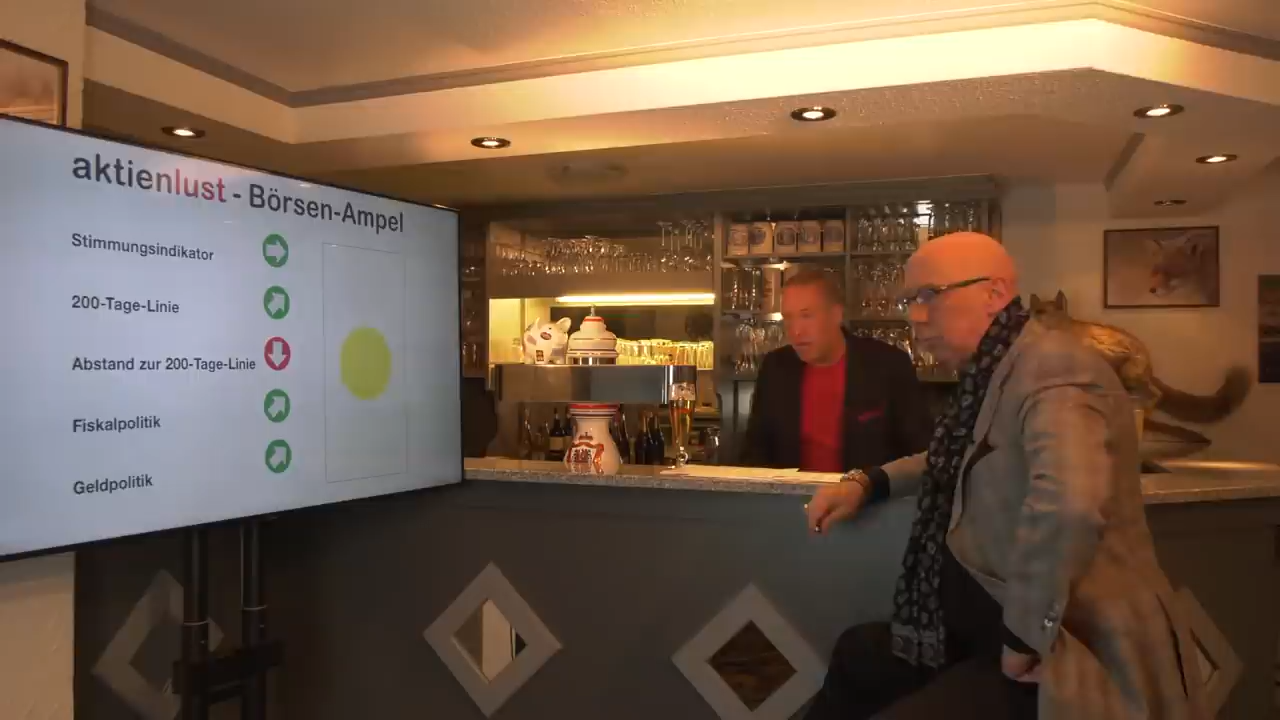 aktienlust - Börsen-Ampel
Stimmungsindikator
200-Tage-Linie
Abstand zur 200-Tage-Linie
Fiskalpolitik
Geldpolitik